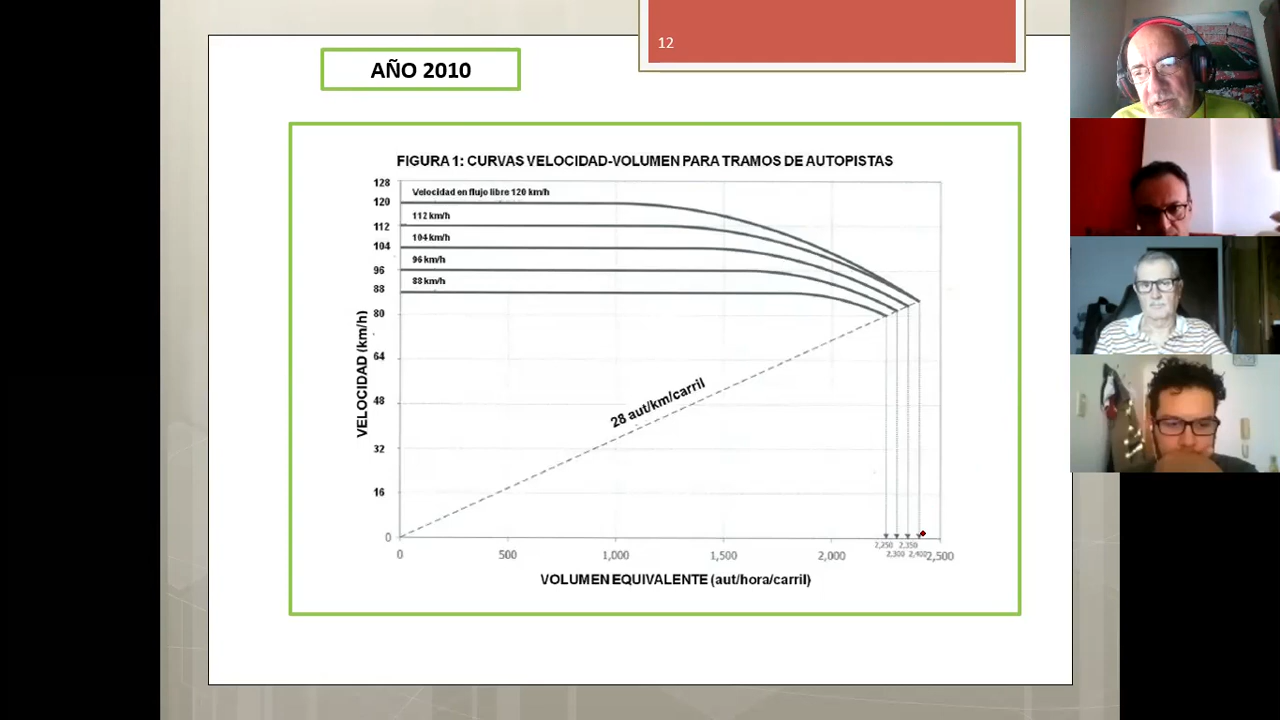 12
AÑO 2010
FIGURA 1: CURVAS VELOCIDAD-VOLUMEN PARA TRAMOS DE AUTOPISTAS
128
Velocidad en flujo libre 120 km/h
120
112 km/h
112
104 km/h
104
96 km/h
96
88 km/h
88
80
64
48
32
16
0
VELOCIDAD (km/h)
28 aut/km/carril
0
500
1,000
1,500
2,000
2,250
2,300
2,350
2,400
2,500
VOLUMEN EQUIVALENTE (aut/hora/carril)